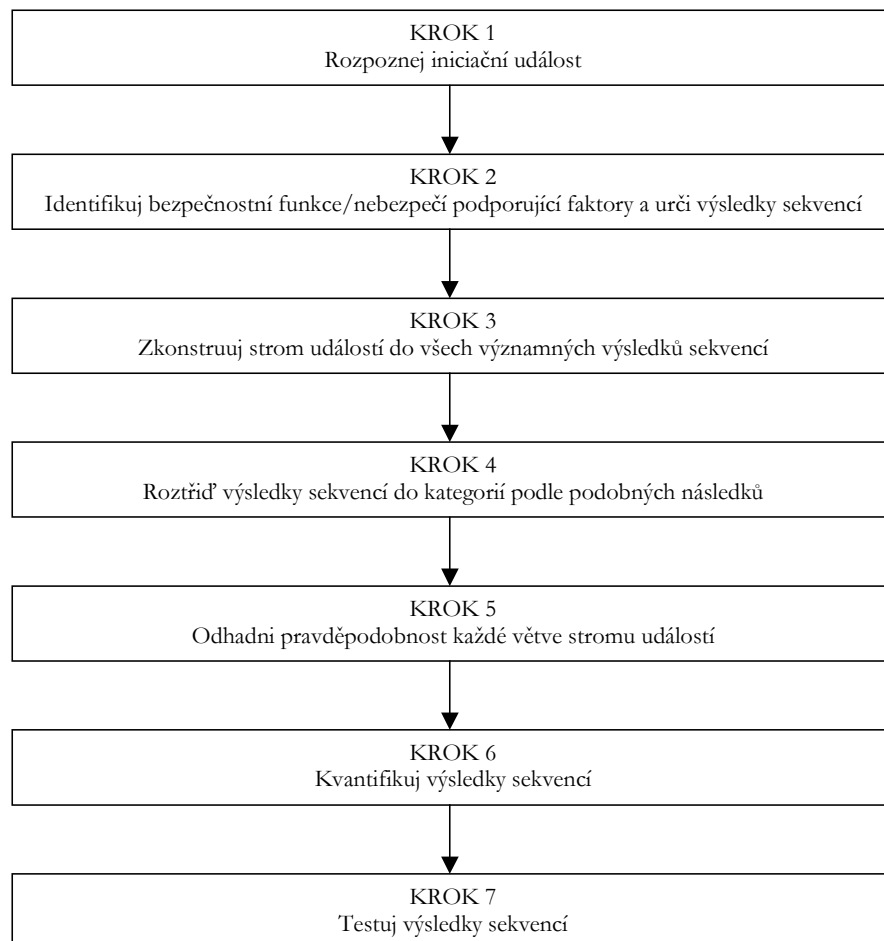 KROK 1
Rozpoznej iniciační událost
KROK 2
Identifikuj bezpečnostní funkce/nebezpečí podporující faktory a urči výsledky sekvencí
KROK 3
Zkonstruuj strom událostí do všech významných výsledků sekvencí
KROK 4
Roztřiď výsledky sekvencí do kategorií podle podobných následků
KROK 5
Odhadni pravděpodobnost každé větve stromu událostí
KROK 6
Kvantifikuj výsledky sekvencí
KROK 7
Testuj výsledky sekvencí